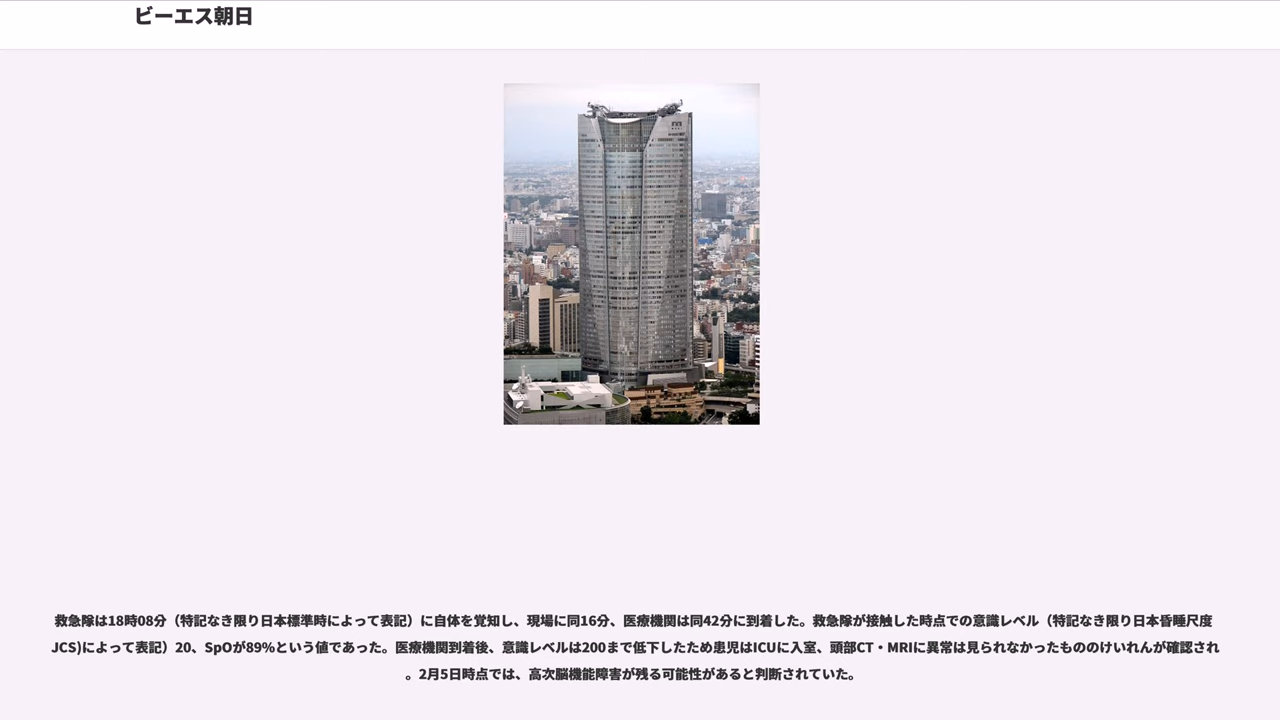 ビーエス朝日
救急隊は18時08分（特記なき限り日本標準時によって表記）に自体を覚知し、現場に同16分、医療機関は同42分に到着した。救急隊が接触した時点での意識レベル（特記なき限り日本昏睡尺度
JCS)によって表記）20、SpOが89%という値であった。医療機関到着後、意識レベルは200まで低下したため患児はICUに入室、頭部CT・MRIに異常は見られなかったもののけいれんが確認され
。2月5日時点では、高次脳機能障害が残る可能性があると判断されていた。